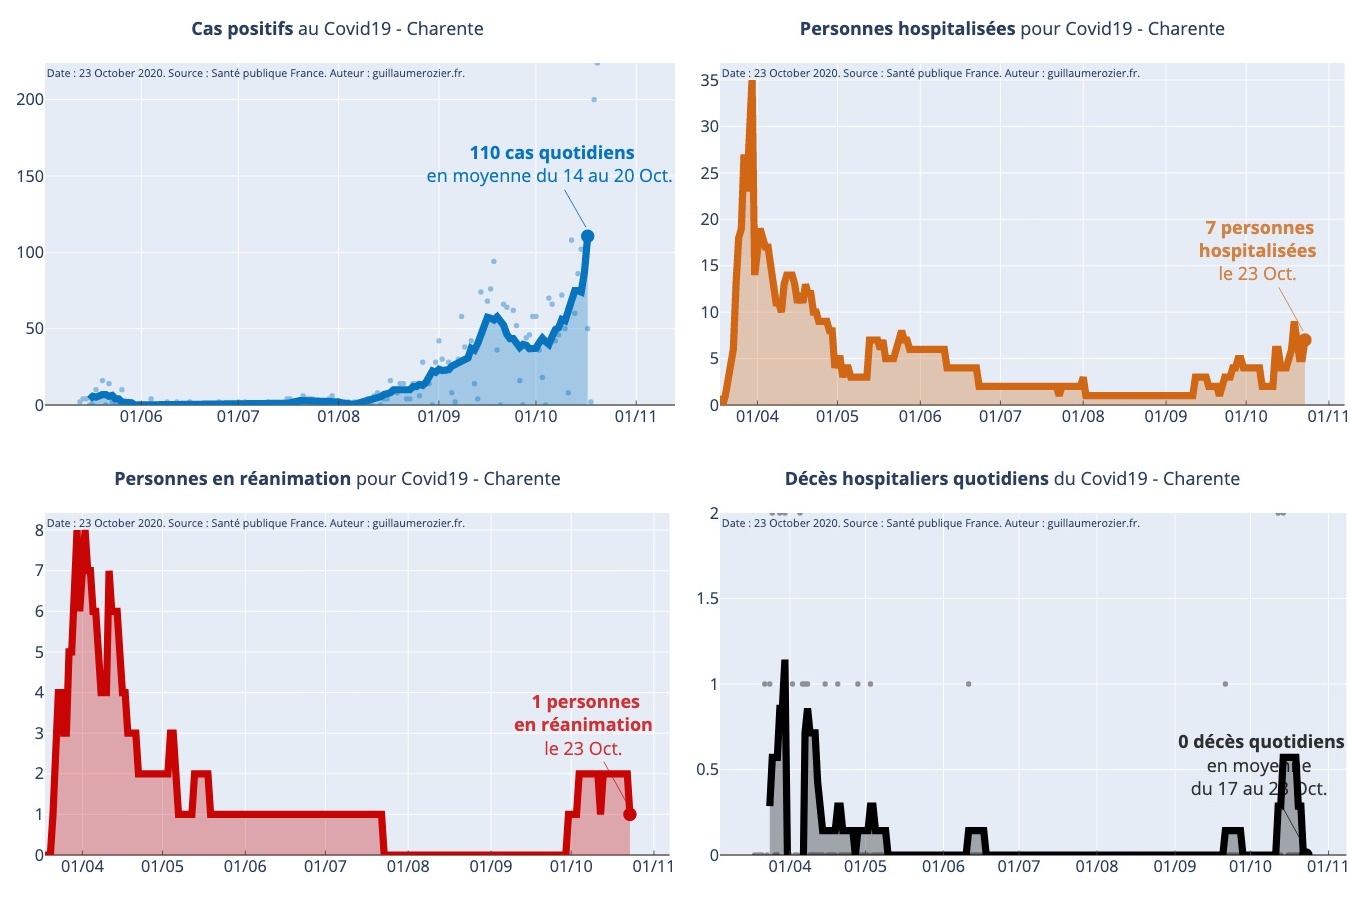 Cas positifs au Covid19 - Charente
Date : 23 October 2020. Source : Santé publique France. Auteur : guillaumerozier.fr.
200
150
100
50
0
110 cas quotidiens
en moyenne du 14 au 20 Oct.
01/06 01/07 01/08 01/09 01/10 01/11
Personnes hospitalisées pour Covid19 - Charente
Date : 23 October 2020. Source : Santé publique France. Auteur : guillaumerozier.fr.
35
30
25
20
15
10
5
0
7 personnes
hospitalisées
le 23 Oct.
01/04 01/05 01/06 01/07 01/08 01/09 01/10 01/11
Personnes en réanimation pour Covid19 - Charente
Date : 23 October 2020. Source : Santé publique France. Auteur : guillaumerozier.fr.
8
7
6
5
4
3
2
1
0
1 personnes
en réanimation
le 23 Oct.
01/04 01/05 01/06 01/07 01/08 01/09 01/10 01/11
Décès hospitaliers quotidiens du Covid19 - Charente
Date : 23 October 2020. Source : Santé publique France. Auteur : guillaumerozier.fr.
2
1.5
1
0.5
0
0 décès quotidiens
en moyenne
du 17 au 23 Oct.
01/04 01/05 01/06 01/07 01/08 01/09 01/10 01/11